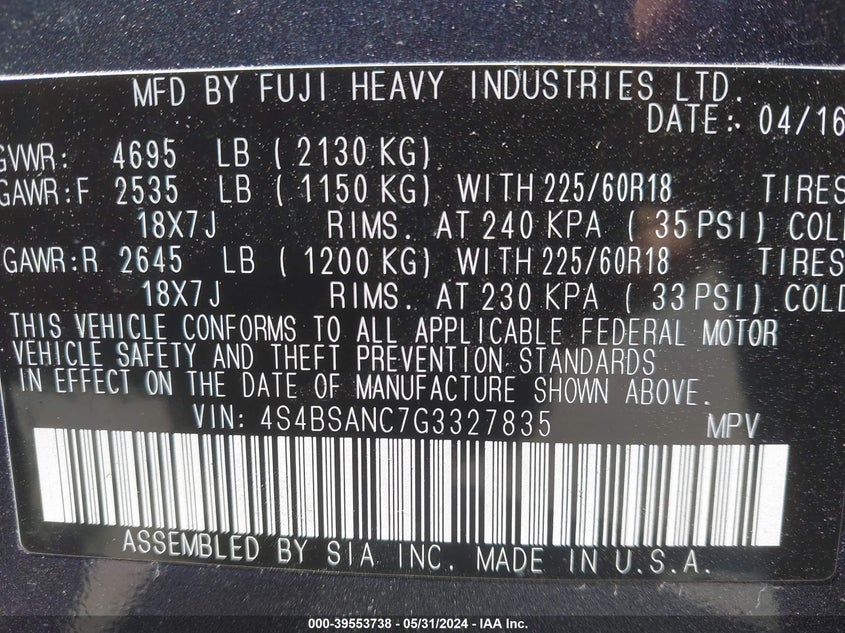 MFD BY FUJI HEAVY INDUSTRIES LTD.
DATE: 04/16
GVWR: 4695 LB ( 2130 KG)
GAWR:F 2535 LB ( 1150 KG) WITH 225/60R18 TIRES
18X7J RIMS. AT 240 KPA ( 35 PSI) COLD
GAWR:R 2645 LB ( 1200 KG) WITH 225/60R18 TIRES
18X7J RIMS. AT 230 KPA ( 33 PSI) COLD
THIS VEHICLE CONFORMS TO ALL APPLICABLE FEDERAL MOTOR
VEHICLE SAFETY AND THEFT PREVENTION STANDARDS
IN EFFECT ON THE DATE OF MANUFACTURE SHOWN ABOVE.
VIN: 4S4BSANC7G3327835 MPV
ASSEMBLED BY SIA INC. MADE IN U.S.A.
000-39553738 - 05/31/2024 - IAA Inc.